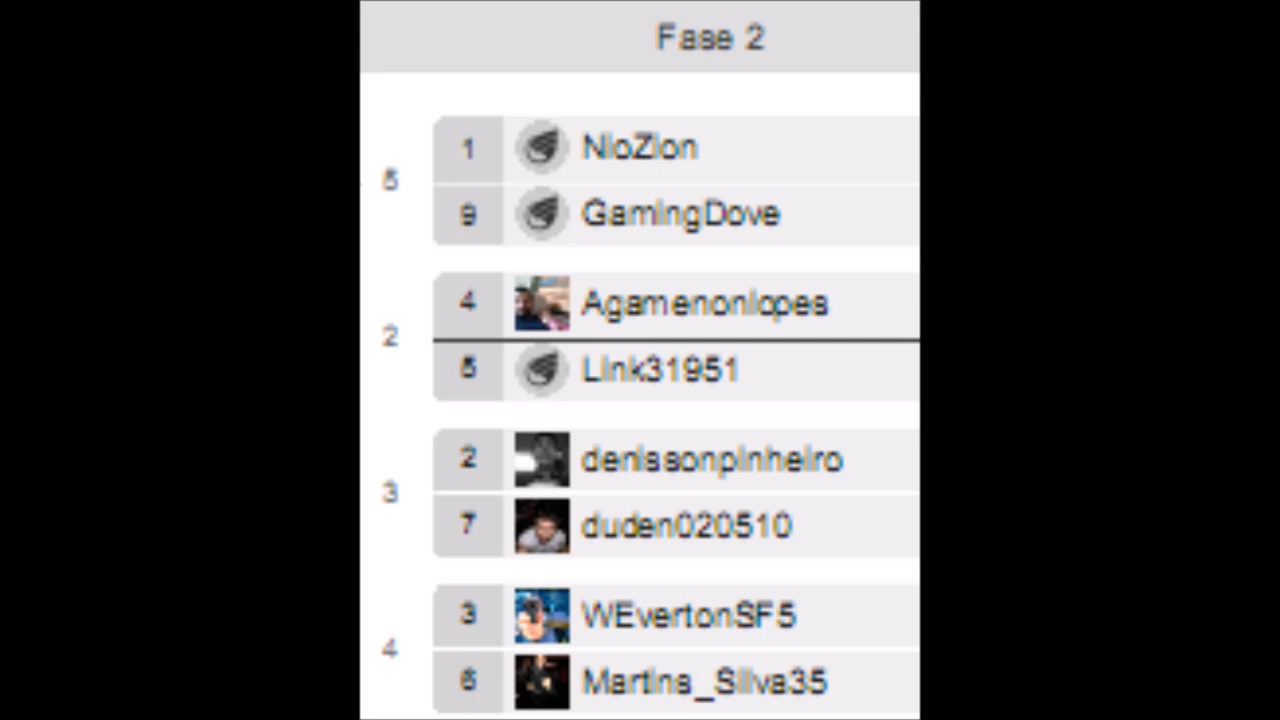 Fase 2
5
1 NioZion
9 GamingDove
2
4 Agamenonlopes
5 Link31951
3
2 denissonpinheiro
7 duden020510
4
3 WEvertonSF5
6 Martins_Silva35